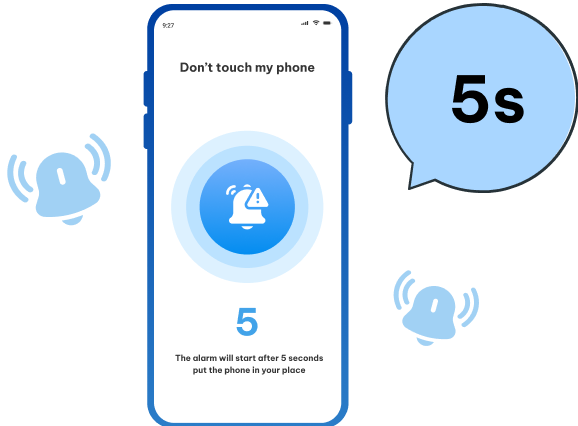 9:27
Don't touch my phone
5s
5
The alarm will start after 5 seconds
put the phone in your place